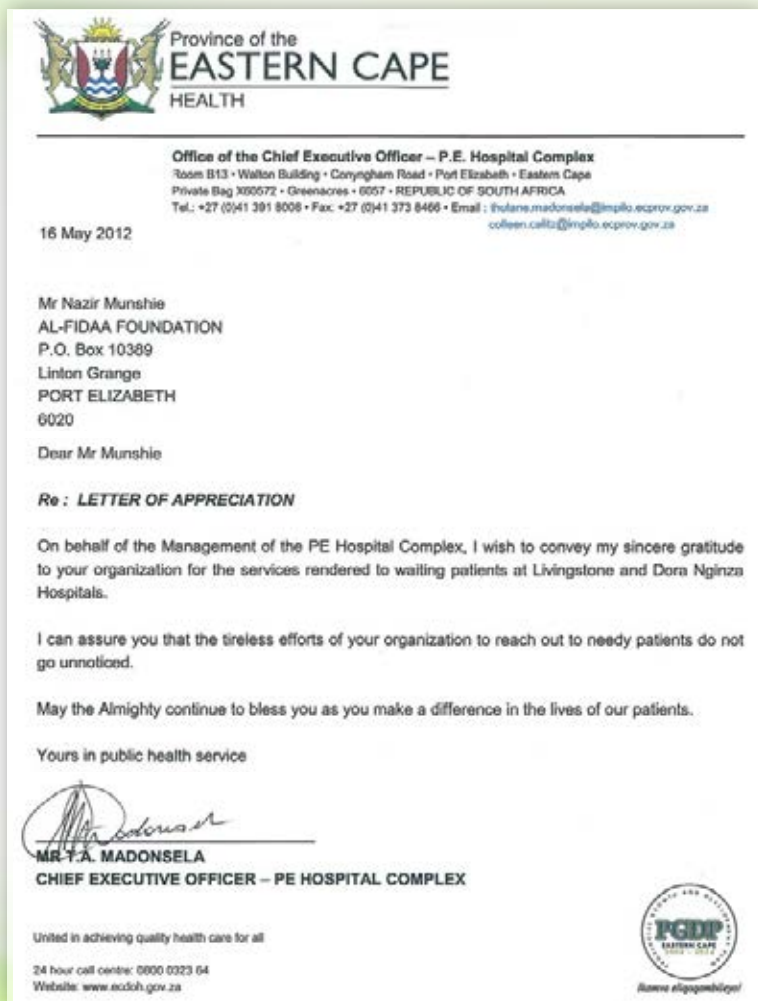 Province of the
EASTERN CAPE
HEALTH
Office of the Chief Executive Officer – P.E. Hospital Complex
Room B13 • Walton Building • Conyngham Road • Port Elizabeth • Eastern Cape
Private Bag X60572 • Greenacres • 6057 • REPUBLIC OF SOUTH AFRICA
Tel.: +27 (0)41 391 8008 • Fax: +27 (0)41 373 8466 • Email : thulane.madonsela@impilo.ecprov.gov.za
colleen.callitz@impilo.ecprov.gov.za
16 May 2012
Mr Nazir Munshie
AL-FIDAA FOUNDATION
P.O. Box 10389
Linton Grange
PORT ELIZABETH
6020
Dear Mr Munshie
Re : LETTER OF APPRECIATION
On behalf of the Management of the PE Hospital Complex, I wish to convey my sincere gratitude
to your organization for the services rendered to waiting patients at Livingstone and Dora Nginza
Hospitals.
I can assure you that the tireless efforts of your organization to reach out to needy patients do not
go unnoticed.
May the Almighty continue to bless you as you make a difference in the lives of our patients.
Yours in public health service
MR T.A. MADONSELA
CHIEF EXECUTIVE OFFICER – PE HOSPITAL COMPLEX
United in achieving quality health care for all
24 hour call centre: 0800 0323 64
Website: www.ecdoh.gov.za
PGDP
EASTERN CAPE
Ikamva eliqaqambileyo!